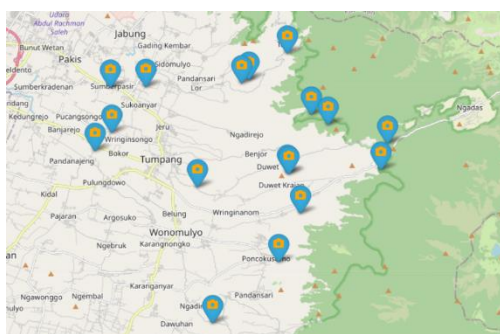 Udara
Abdul Rachman
Saleh
Jabung
Bunut Wetan
Gading Kembar
Pakis
Sidomulyo
Pandansari
Lor
Sumberpasir
Sumberkradenan
Sukoanyar
Ngadas
Kedungrejo
Pucangsongo
Banjarejo
Jeru
Wringinsongo
Ngadirejo
Bokor
Pandanajeng
Tumpang
Benjor
Duwet
Kidal
Pulungdowo
Duwet Krajan
Pajaran
Argosuko
Belung
Wringinanom
Wonomulyo
Ngebruk
Karangnongko
Poncokusumo
Karanganyar
Ngawonggo
Ngembal
Pandansari
Dawuhan